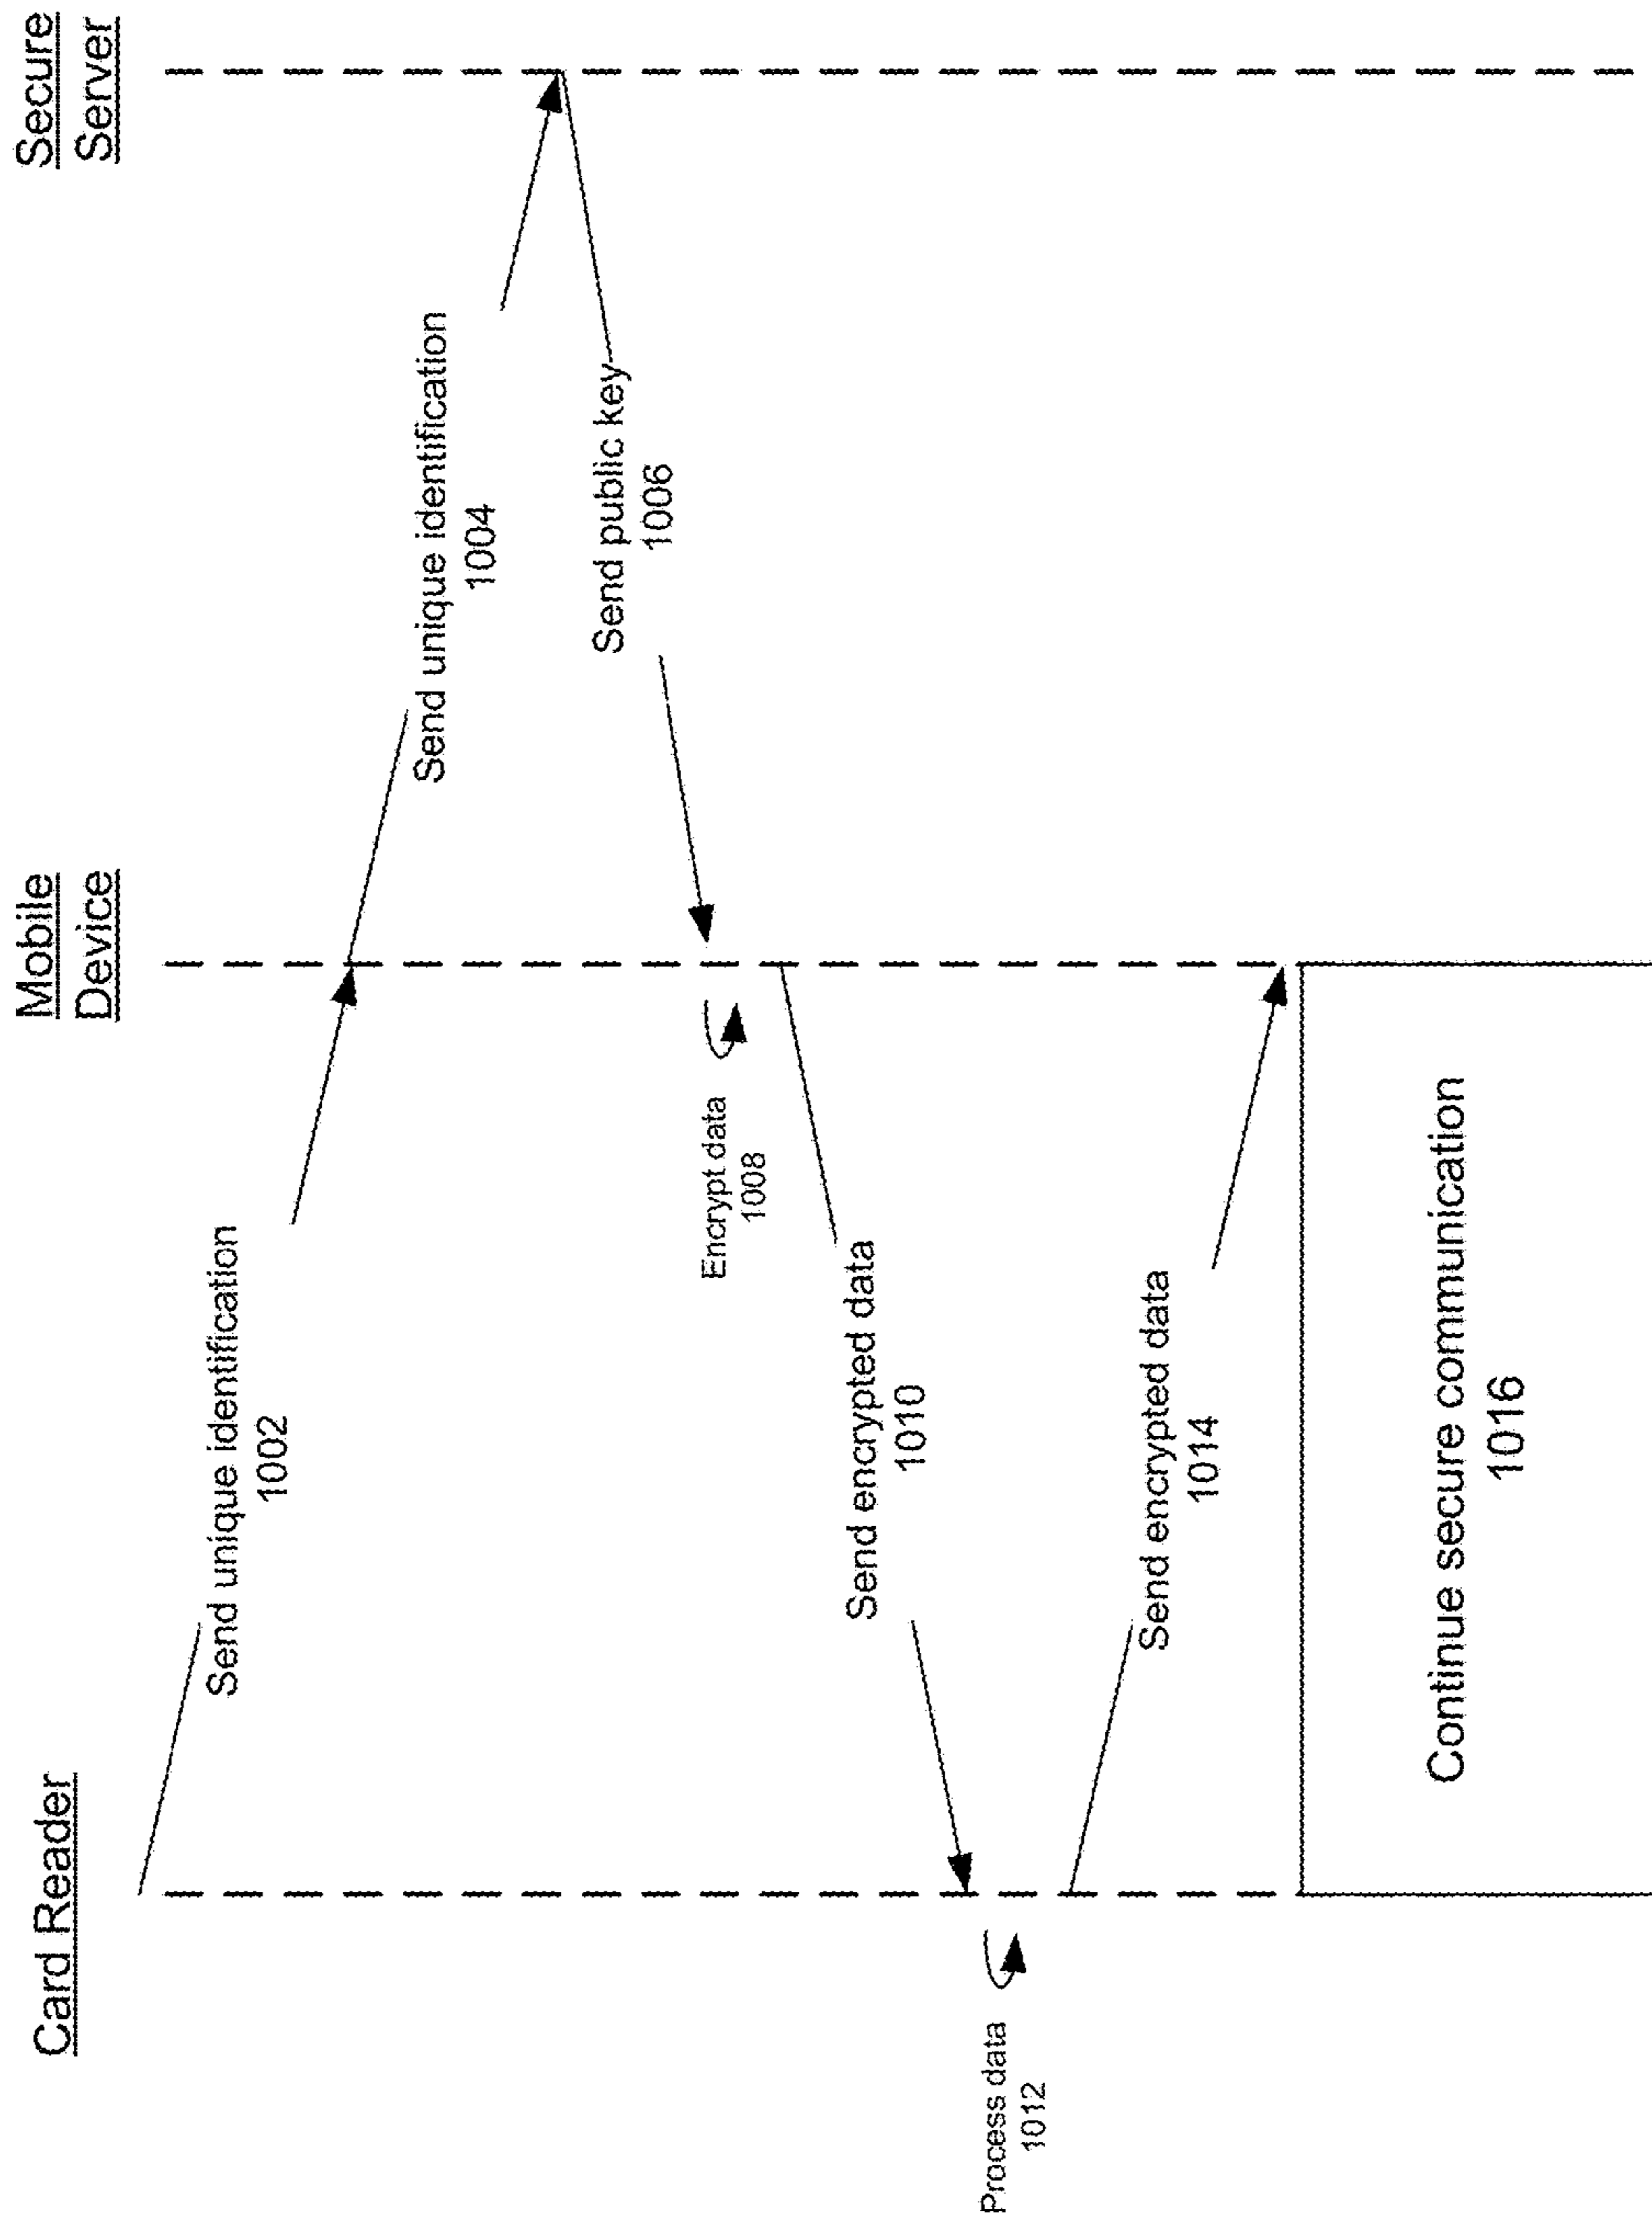 Card Reader
Mobile
Device
Secure
Server
Send unique identification
1002
Send unique identification
1004
Send public key
1006
Encrypt data
1008
Send encrypted data
1010
Process data
1012
Send encrypted data
1014
Continue secure communication
1016